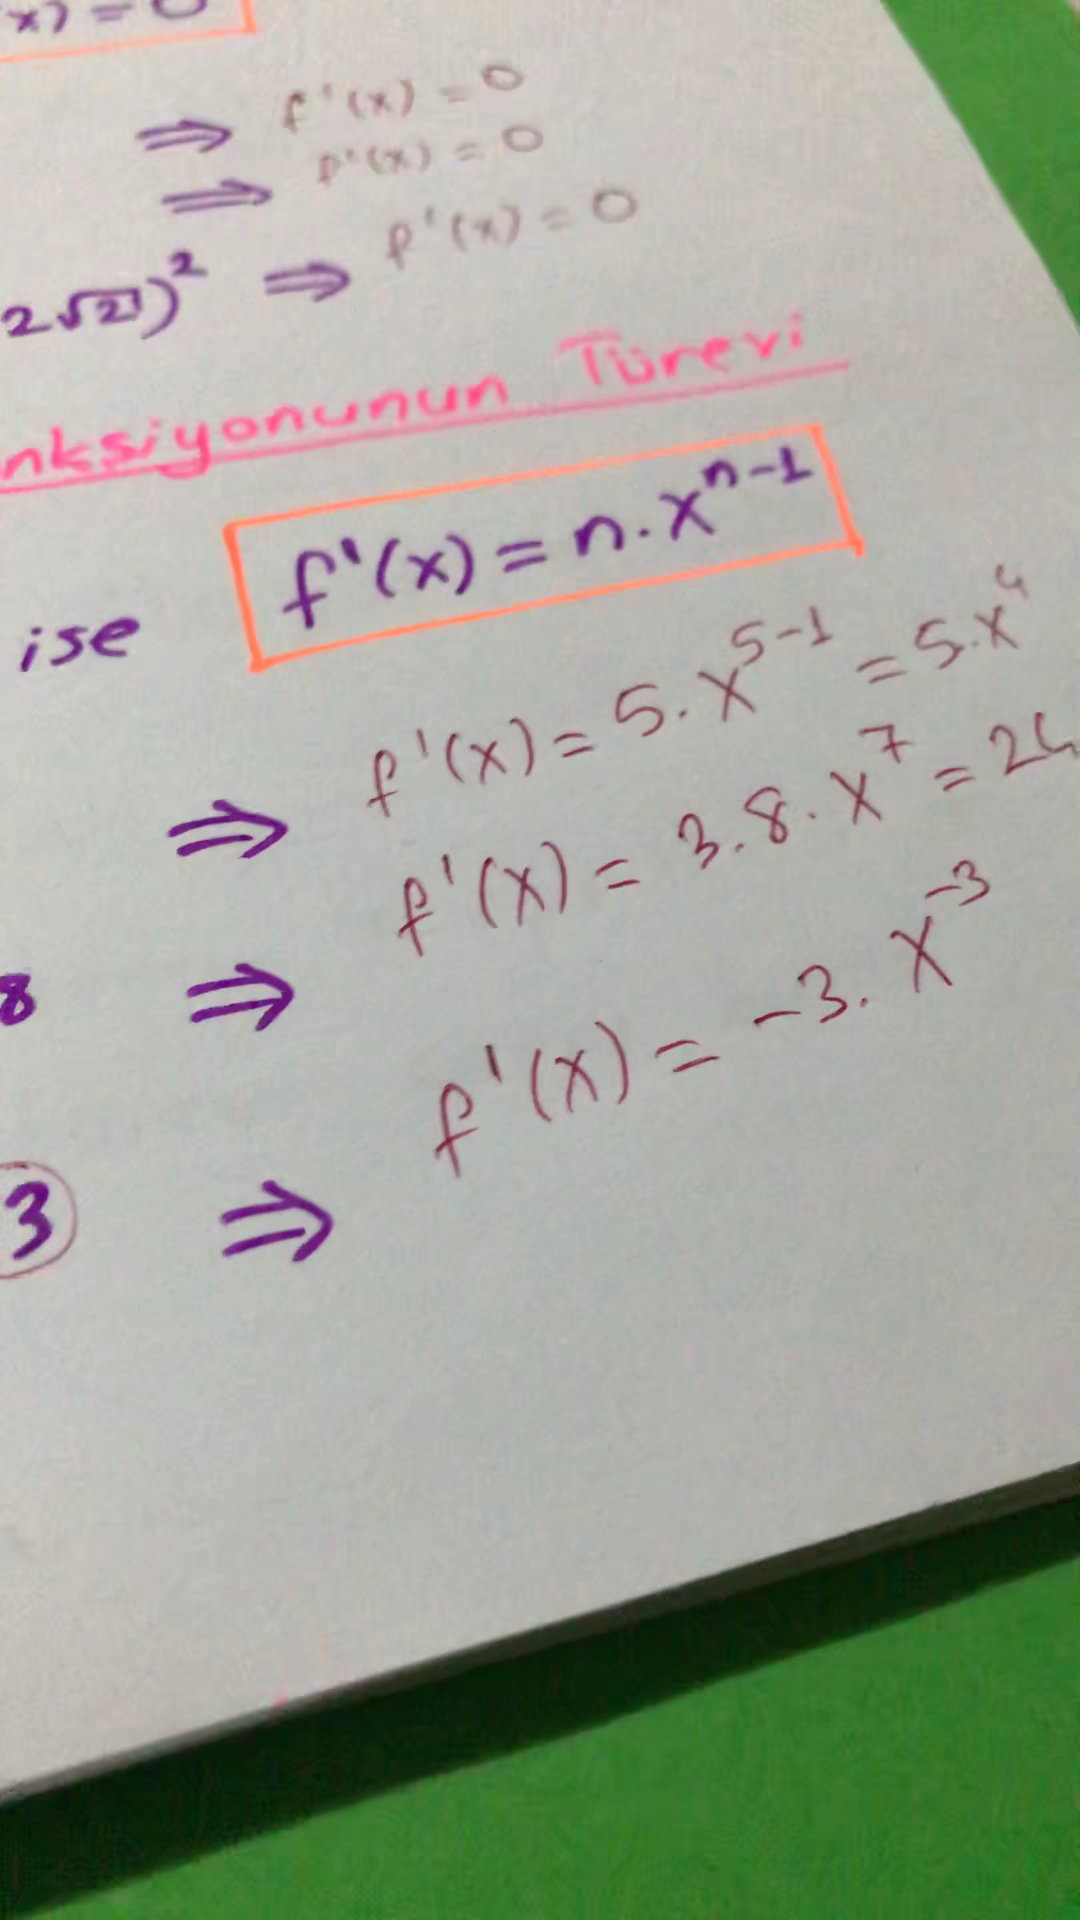 x) = 0
⇒ f'(x) = 0
⇒ f'(x) = 0
2√2)² ⇒ f'(x) = 0
nksiyonunun Türevi
ise f'(x) = n.x^{n-1}
⇒ f'(x) = 5.x^{5-1} = 5.x⁴
8 ⇒ f'(x) = 3.8.x⁷ = 24
3 ⇒ f'(x) = -3.x^{-3}